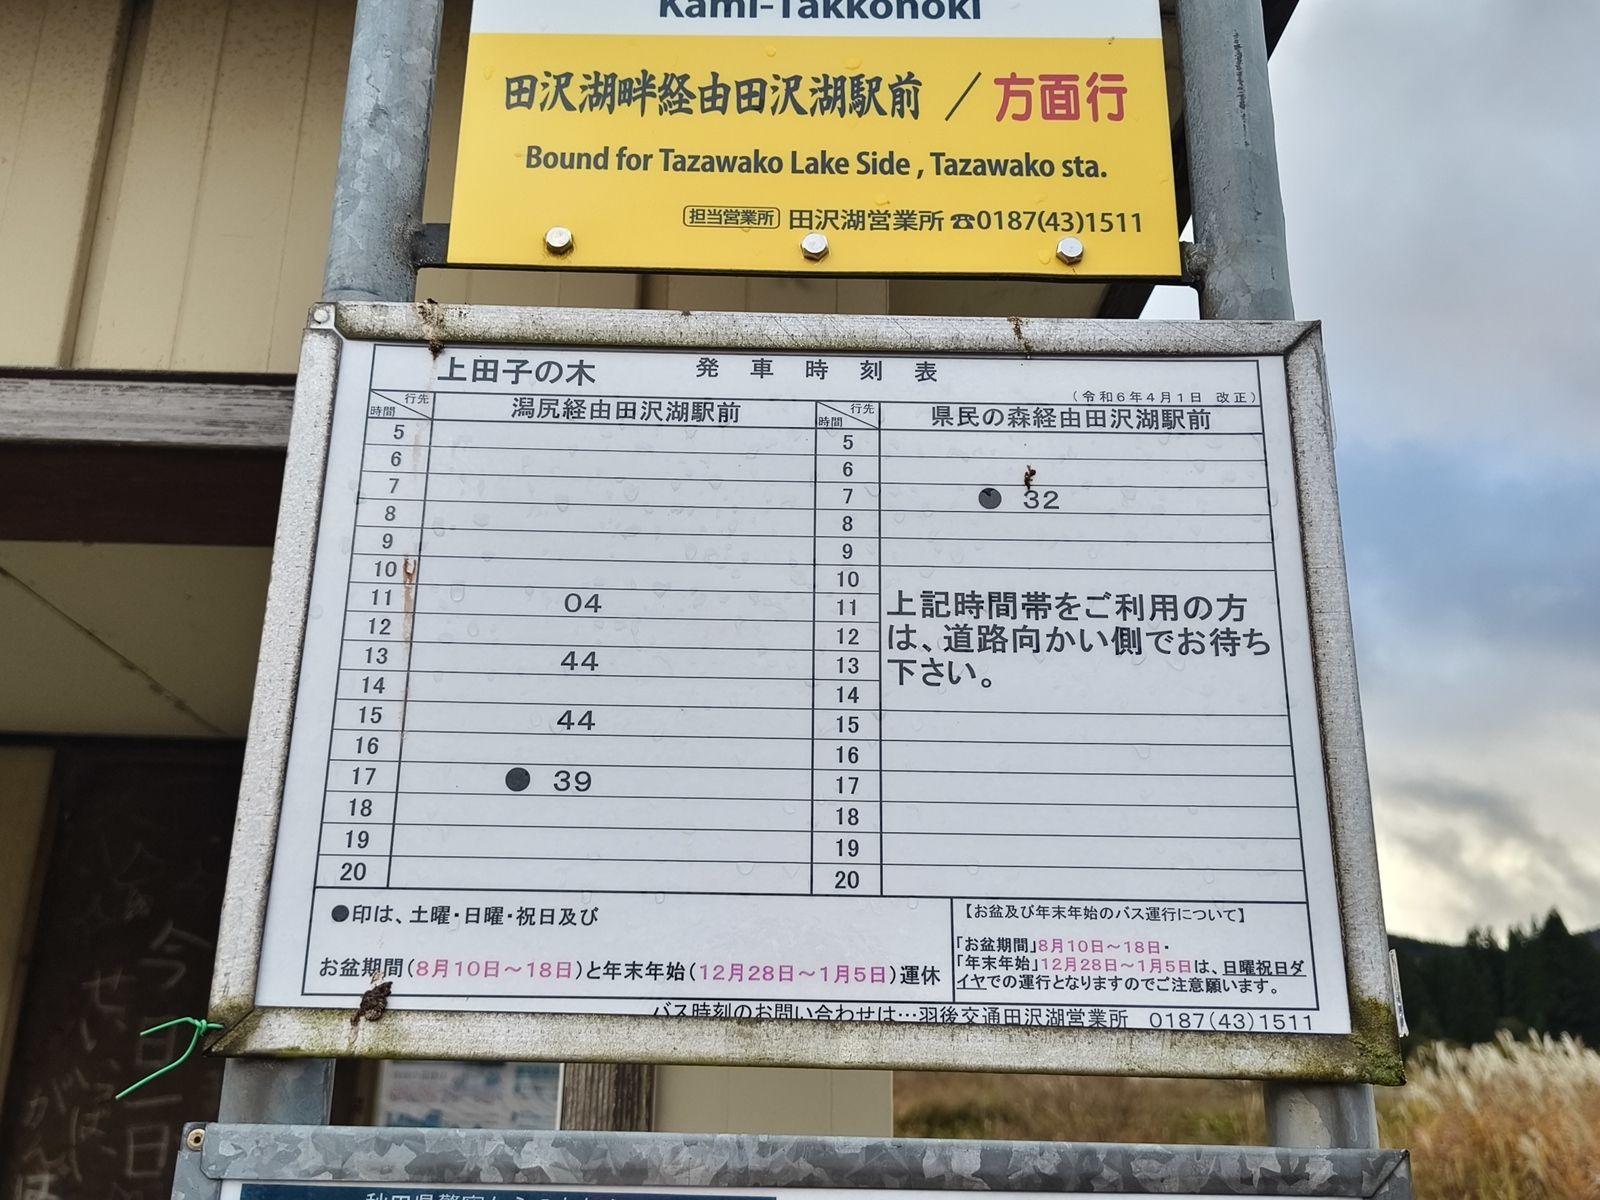 Kami-Takkonoki
田沢湖畔経由田沢湖駅前／方面行
Bound for Tazawako Lake Side , Tazawako sta.
担当営業所 田沢湖営業所 ☎0187(43)1511
上田子の木 発車時刻表
(令和6年4月1日 改正)
時間 行先 潟尻経由田沢湖駅前 時間 行先 県民の森経由田沢湖駅前
5 5
6 6
7 7 ● 32
8 8
9 9
10 10
11 04 11
12 12
13 44 13
14 14
15 44 15
16 16
17 ● 39 17
18 18
19 19
20 20
上記時間帯をご利用の方
は、道路向かい側でお待ち
下さい。
●印は、土曜・日曜・祝日及び
お盆期間(8月10日～18日)と年末年始(12月28日～1月5日)運休
【お盆及び年末年始のバス運行について】
「お盆期間」8月10日～18日・
「年末年始」12月28日～1月5日は、日曜祝日ダ
イヤでの運行となりますのでご注意願います。
バス時刻のお問い合わせは…羽後交通田沢湖営業所 0187(43)1511